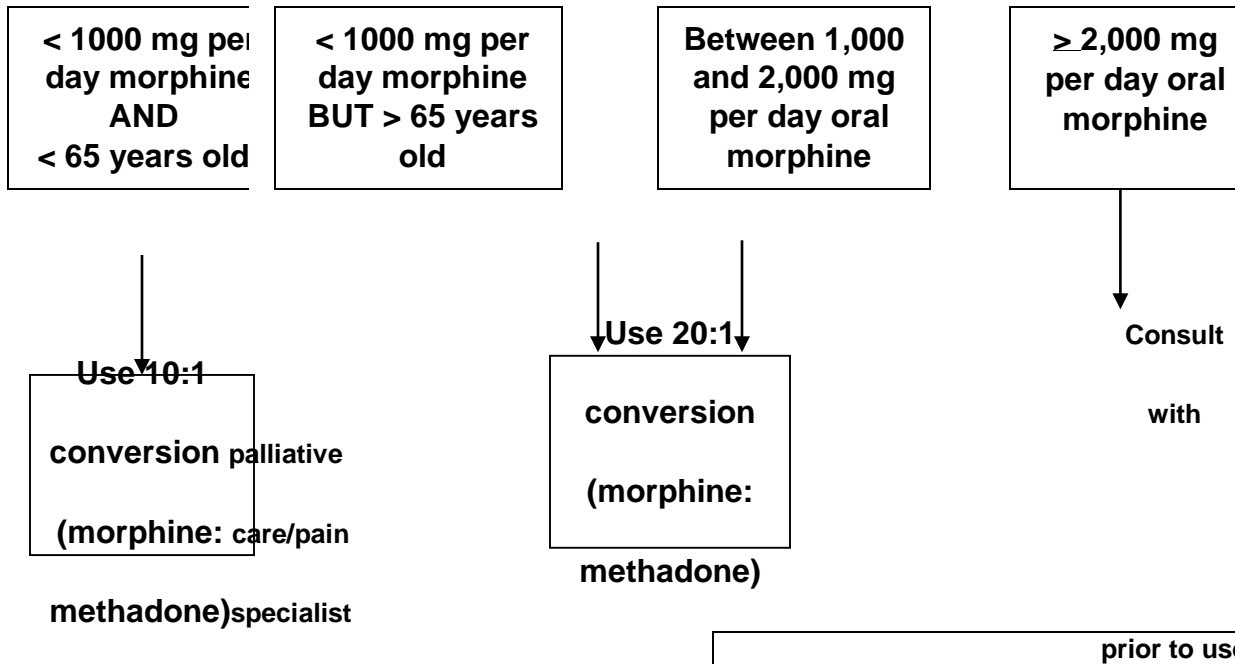 < 1000 mg per
day morphine
AND
< 65 years old
< 1000 mg per
day morphine
BUT > 65 years
old
Between 1,000
and 2,000 mg
per day oral
morphine
> 2,000 mg
per day oral
morphine
Use 10:1
conversion palliative
(morphine: care/pain
methadone)specialist
Use 20:1
conversion
(morphine:
methadone)
Consult
with
prior to use